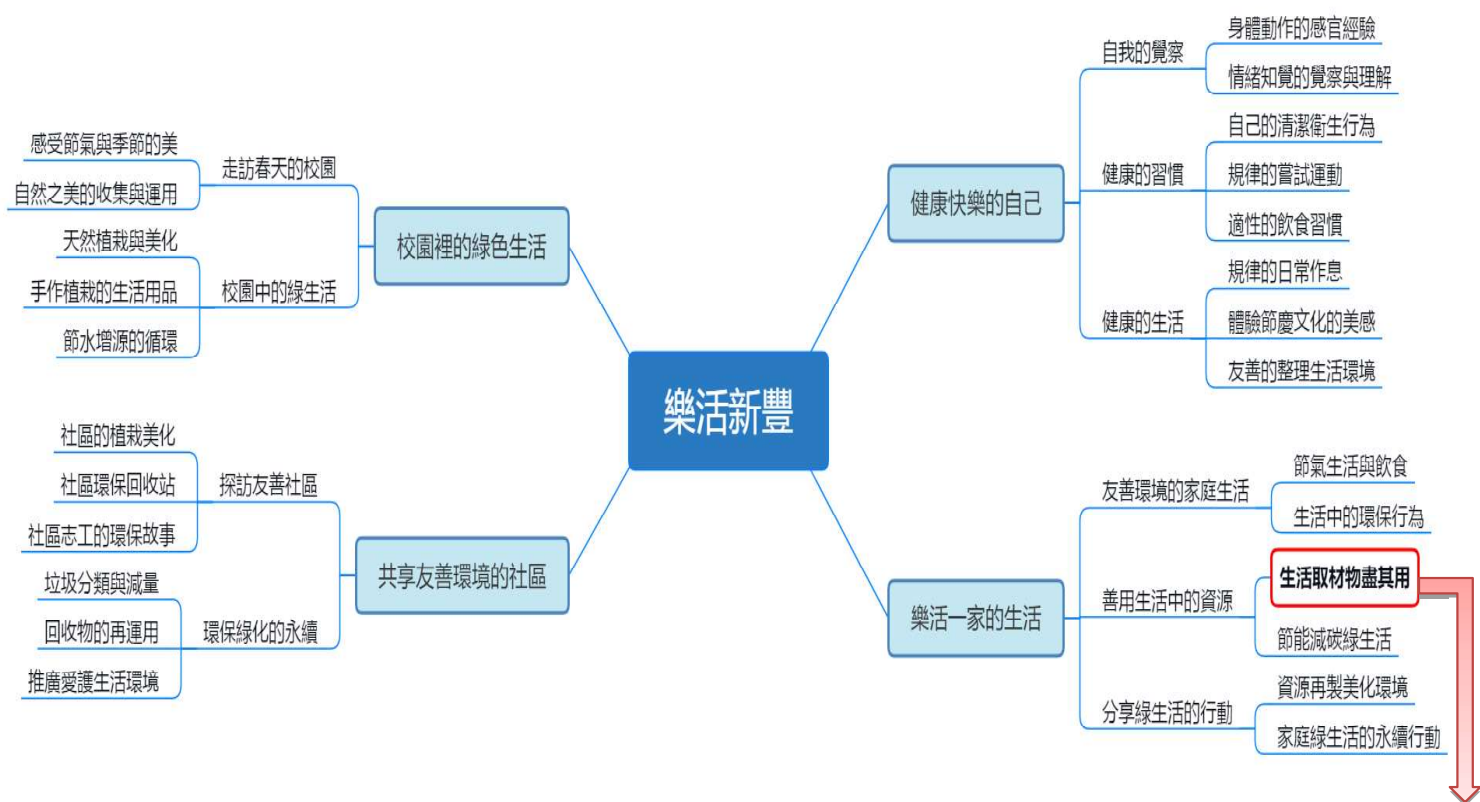 樂活新豐
健康快樂的自己
自我的覺察
身體動作的感官經驗
情緒知覺的覺察與理解
健康的習慣
自己的清潔衛生行為
規律的嘗試運動
適性的飲食習慣
健康的生活
規律的日常作息
體驗節慶文化的美感
友善的整理生活環境
樂活一家的生活
友善環境的家庭生活
節氣生活與飲食
生活中的環保行為
善用生活中的資源
生活取材物盡其用
節能減碳綠生活
分享綠生活的行動
資源再製美化環境
家庭綠生活的永續行動
校園裡的綠色生活
走訪春天的校園
感受節氣與季節的美
自然之美的收集與運用
校園中的綠生活
天然植栽與美化
手作植栽的生活用品
節水增源的循環
共享友善環境的社區
探訪友善社區
社區的植栽美化
社區環保回收站
社區志工的環保故事
環保綠化的永續
垃圾分類與減量
回收物的再運用
推廣愛護生活環境